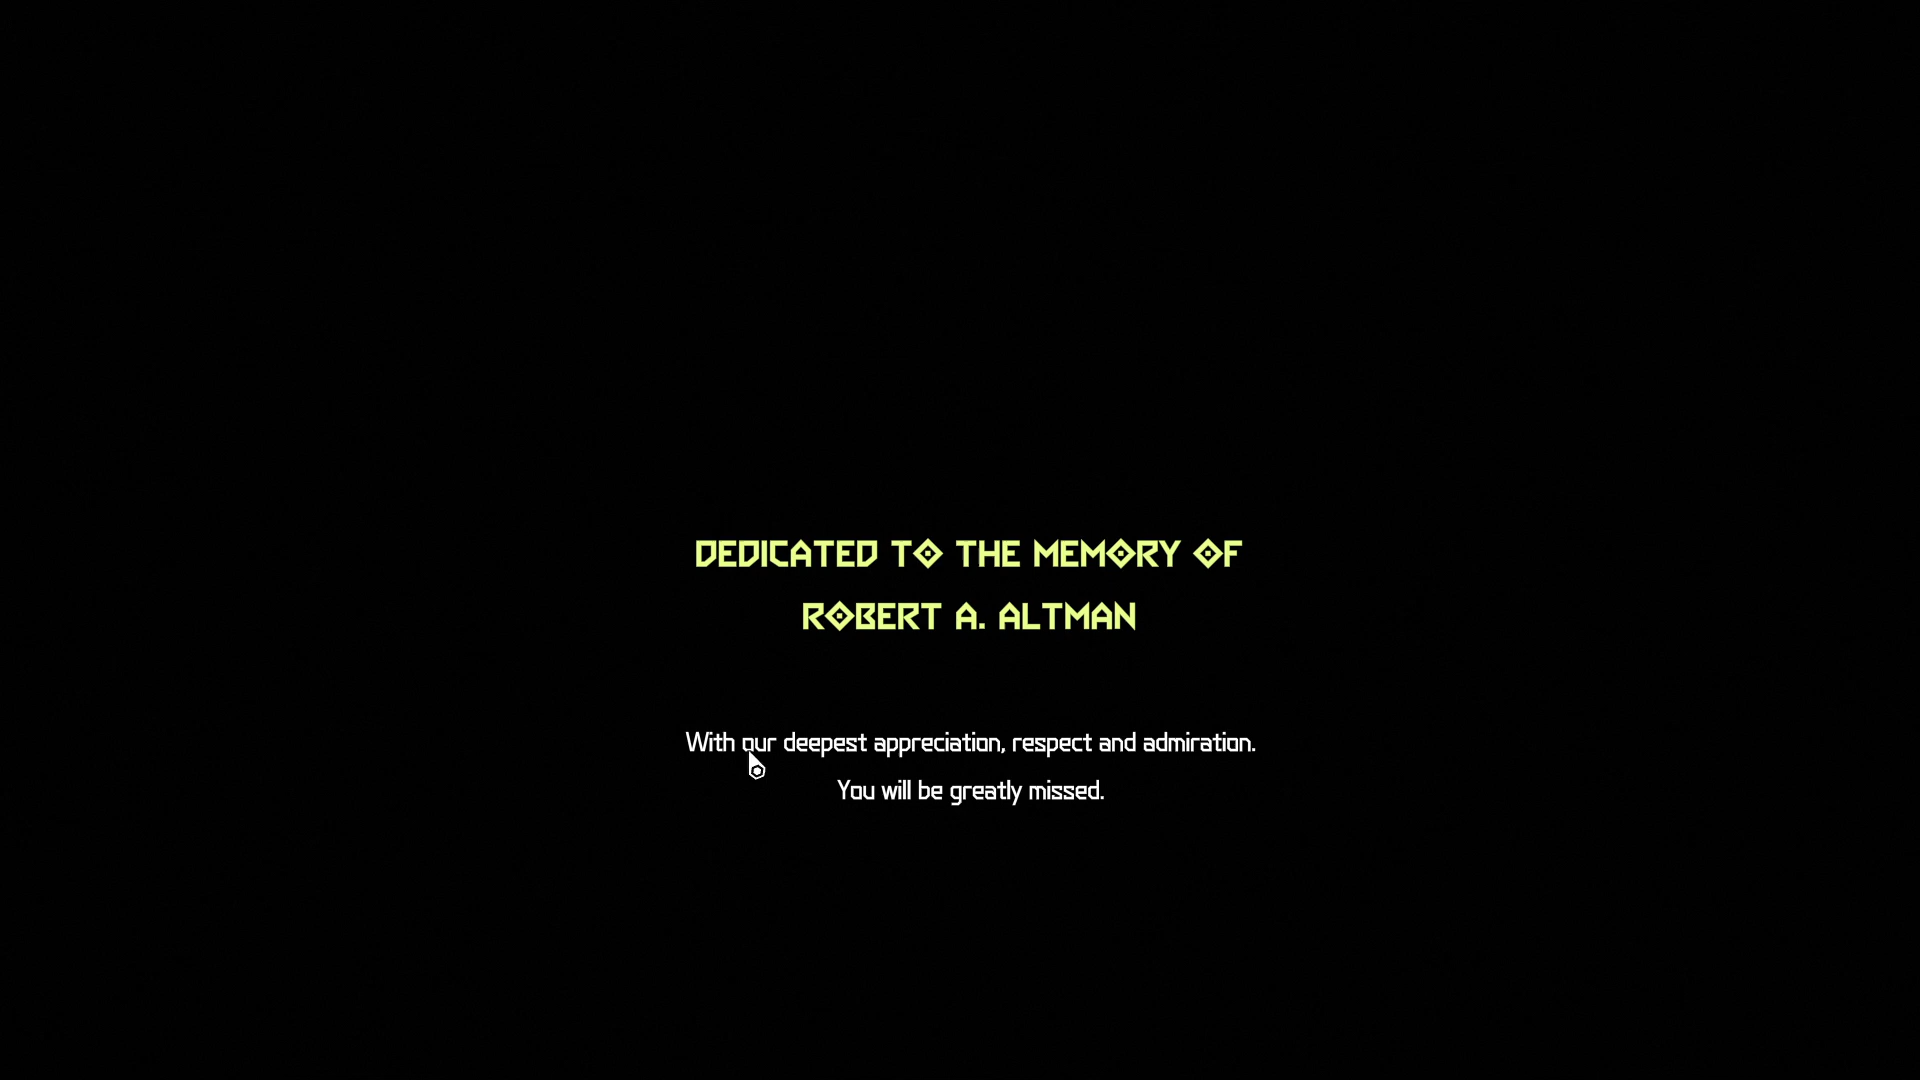 DEDICATED TO THE MEMORY OF
ROBERT A. ALTMAN
With our deepest appreciation, respect and admiration.
You will be greatly missed.